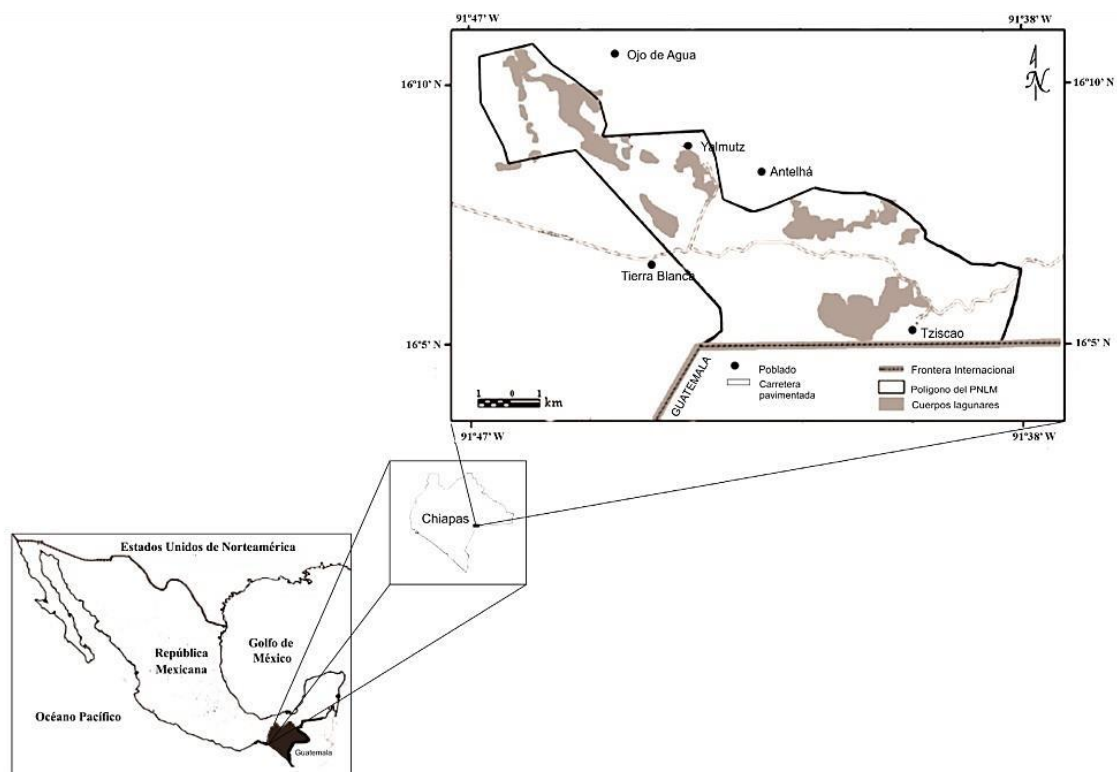 91°47' W
91°38' W
Ojo de Agua
N
16°10' N
16°10' N
Yalmutz
Antelhá
Tierra Blanca
Tziscao
16°5' N
16°5' N
GUATEMALA
Poblado
Carretera
pavimentada
Frontera Internacional
Polígono del PNLM
Cuerpos lagunares
1 0 1
km
91°47' W
91°38' W
Chiapas
Estados Unidos de Norteamérica
Golfo de
México
República
Mexicana
Océano Pacífico
Guatemala